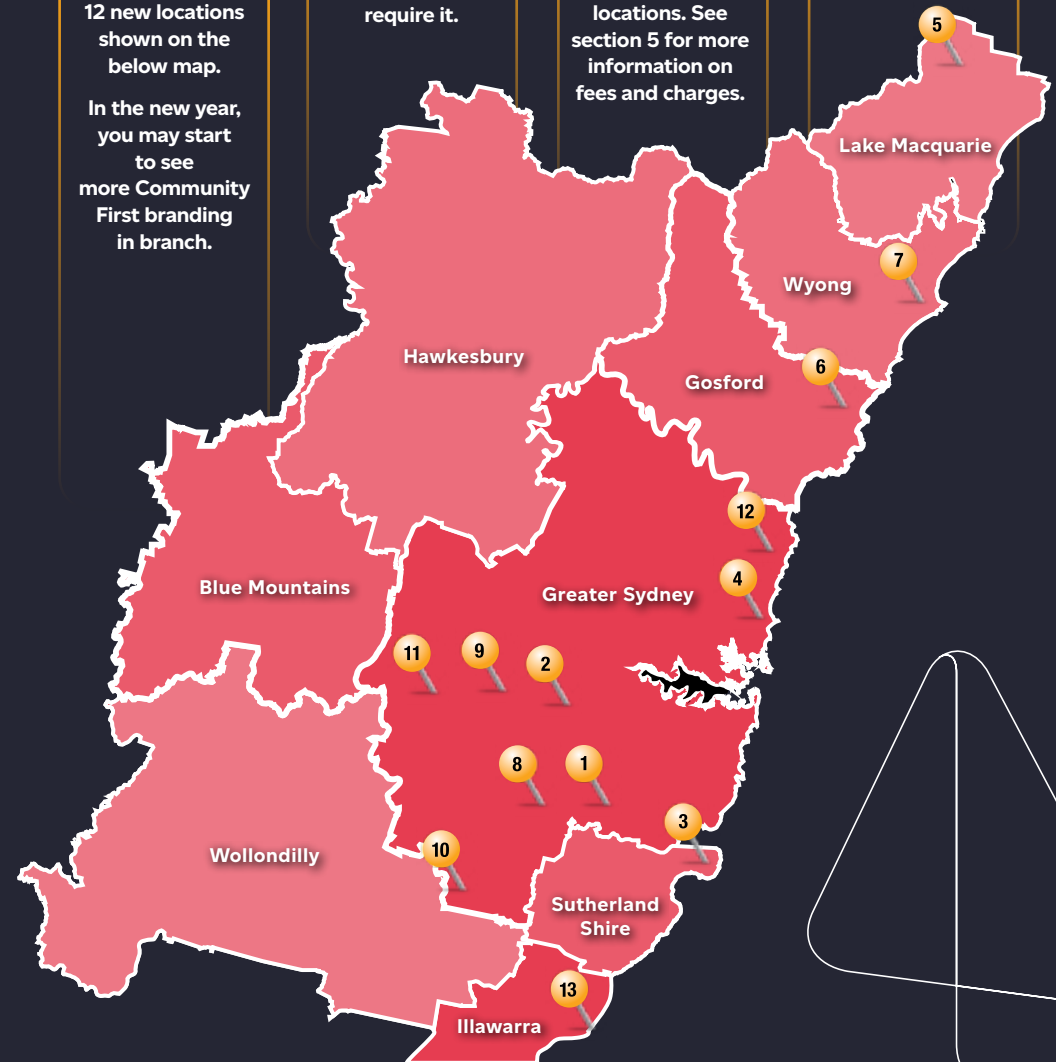 12 new locations
shown on the
below map.
In the new year,
you may start
to see
more Community
First branding
in branch.
require it.
locations. See
section 5 for more
information on
fees and charges.
5
Lake Macquarie
7
Wyong
6
Hawkesbury
Gosford
12
4
Blue Mountains
Greater Sydney
11
9
2
8
1
3
10
Wollondilly
Sutherland
Shire
13
Illawarra